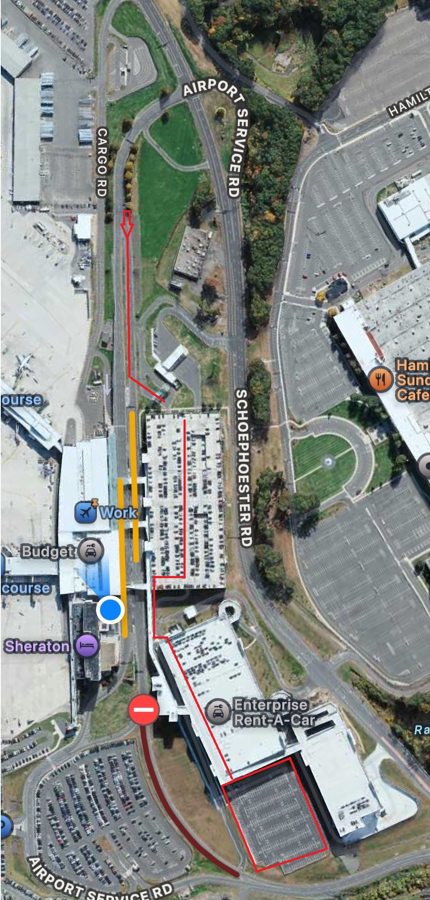 AIRPORT SERVICE RD
HAMILT
CARGO RD
Ham
Sund
Cafe
ourse
SCHOEPHOESTER RD
Work
Budget
course
Sheraton
Enterprise
Rent-A-Car
Ra
AIRPORT SERVICE RD